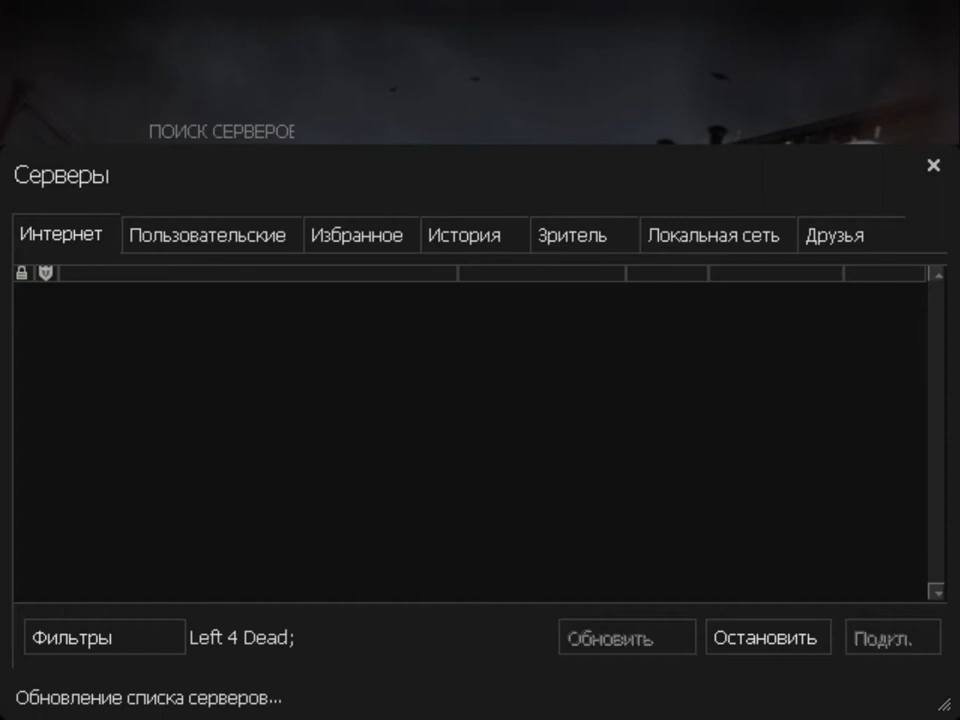 ПОИСК СЕРВЕРОВ
Серверы
Интернет Пользовательские Избранное История Зритель Локальная сеть Друзья
Фильтры Left 4 Dead; Обновить Остановить Подкл.
Обновление списка серверов...